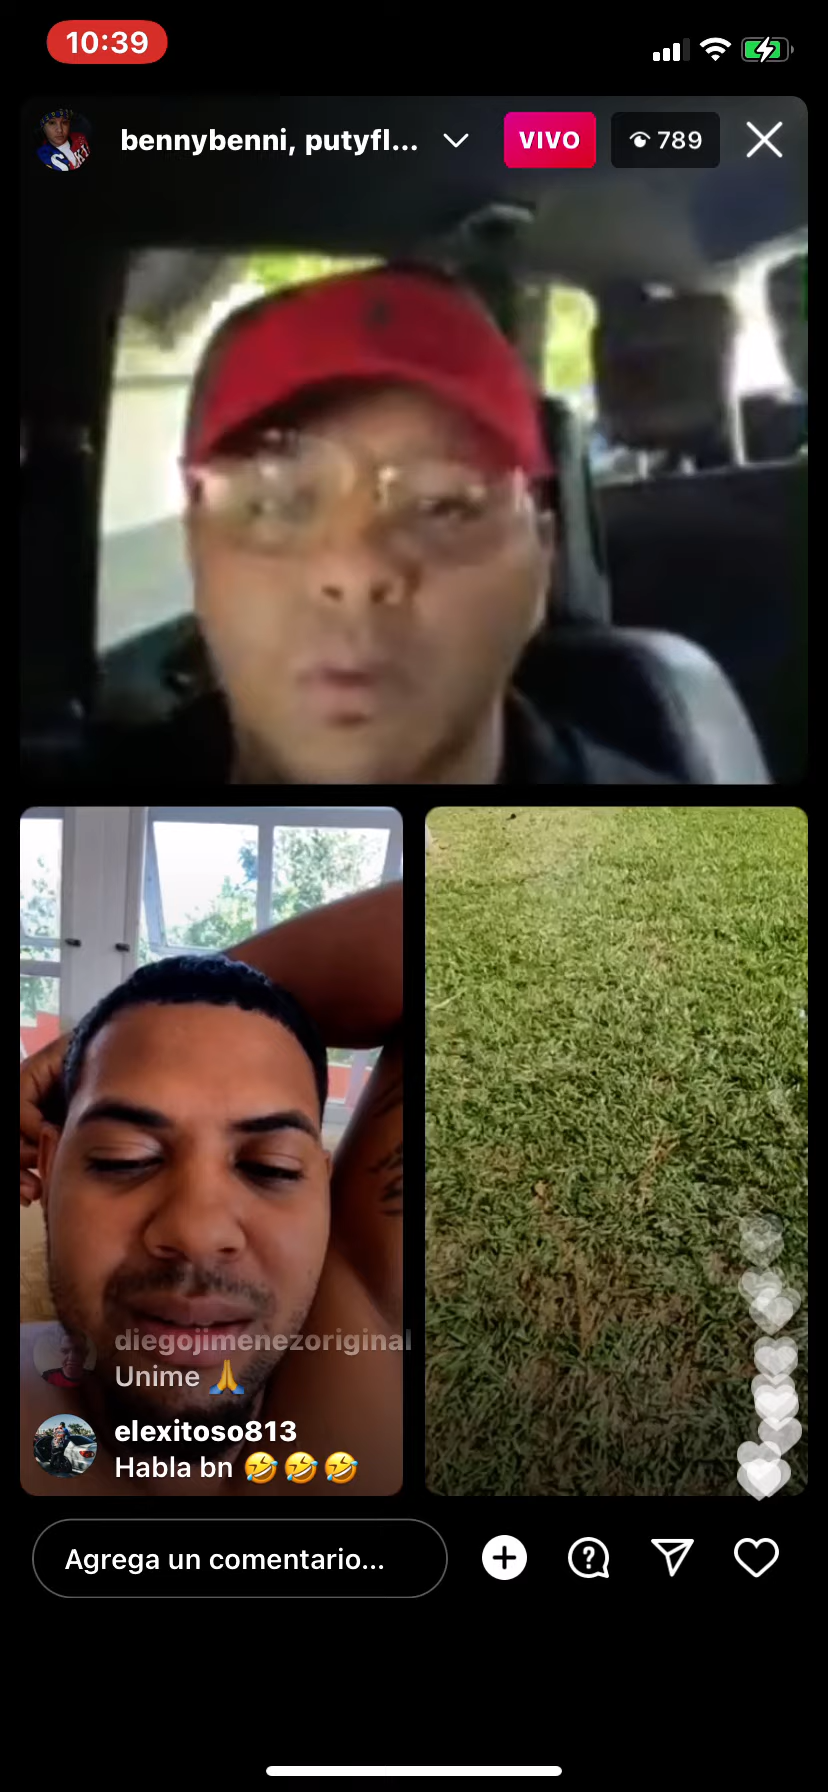 10:39
bennybenni, putyfl...
VIVO
789
diegojimenezoriginal
Unime 🙏
elexitoso813
Habla bn 🤣🤣🤣
Agrega un comentario...